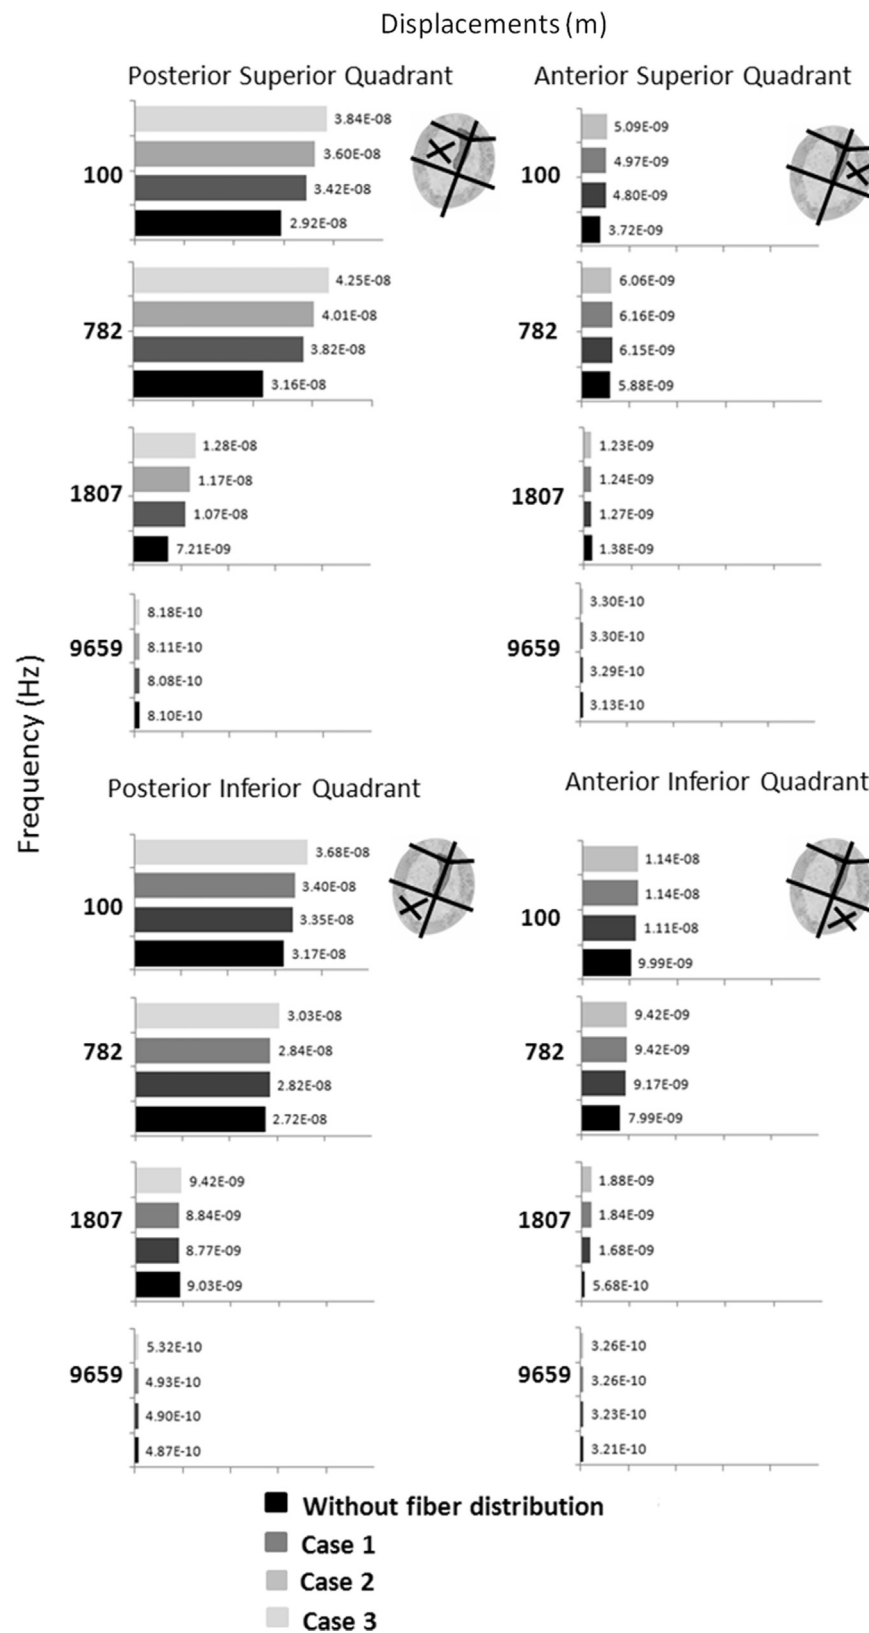 Displacements (m)
Posterior Superior Quadrant
100
3.84E-08
3.60E-08
3.42E-08
2.92E-08
782
4.25E-08
4.01E-08
3.82E-08
3.16E-08
1807
1.28E-08
1.17E-08
1.07E-08
7.21E-09
9659
8.18E-10
8.11E-10
8.08E-10
8.10E-10
Anterior Superior Quadrant
100
5.09E-09
4.97E-09
4.80E-09
3.72E-09
782
6.06E-09
6.16E-09
6.15E-09
5.88E-09
1807
1.23E-09
1.24E-09
1.27E-09
1.38E-09
9659
3.30E-10
3.30E-10
3.29E-10
3.13E-10
Frequency (Hz)
Posterior Inferior Quadrant
100
3.68E-08
3.40E-08
3.35E-08
3.17E-08
782
3.03E-08
2.84E-08
2.82E-08
2.72E-08
1807
9.42E-09
8.84E-09
8.77E-09
9.03E-09
9659
5.32E-10
4.93E-10
4.90E-10
4.87E-10
Anterior Inferior Quadrant
100
1.14E-08
1.14E-08
1.11E-08
9.99E-09
782
9.42E-09
9.42E-09
9.17E-09
7.99E-09
1807
1.88E-09
1.84E-09
1.68E-09
5.68E-10
9659
3.26E-10
3.26E-10
3.23E-10
3.21E-10
Without fiber distribution
Case 1
Case 2
Case 3